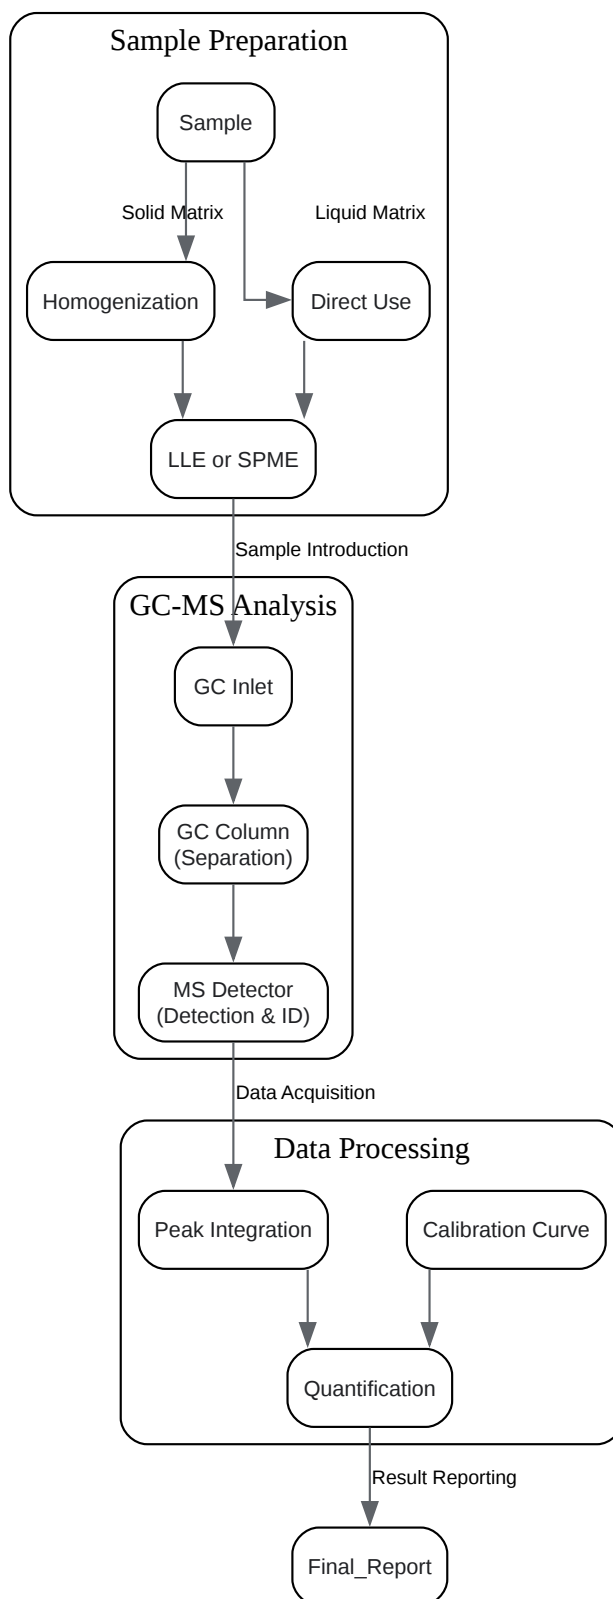 Sample Preparation
Sample
Solid Matrix
Liquid Matrix
Homogenization
Direct Use
LLE or SPME
Sample Introduction
GC-MS Analysis
GC Inlet
GC Column
(Separation)
MS Detector
(Detection & ID)
Data Acquisition
Data Processing
Peak Integration
Calibration Curve
Quantification
Result Reporting
Final_Report